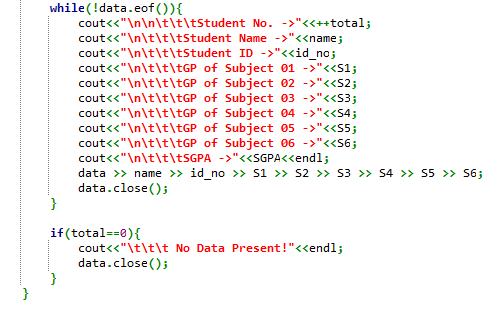 while(!data.eof()){
cout<<"\n\n\t\t\tStudent No. ->"<<++total;
cout<<"\n\t\t\tStudent Name ->"<<name;
cout<<"\n\t\t\tStudent ID ->"<<id_no;
cout<<"\n\t\t\tGP of Subject 01 ->"<<S1;
cout<<"\n\t\t\tGP of Subject 02 ->"<<S2;
cout<<"\n\t\t\tGP of Subject 03 ->"<<S3;
cout<<"\n\t\t\tGP of Subject 04 ->"<<S4;
cout<<"\n\t\t\tGP of Subject 05 ->"<<S5;
cout<<"\n\t\t\tGP of Subject 06 ->"<<S6;
cout<<"\n\t\t\tSGPA ->"<<SGPA<<endl;
data >> name >> id_no >> S1 >> S2 >> S3 >> S4 >> S5 >> S6;
data.close();
}
if(total==0){
cout<<"\t\t\t No Data Present!"<<endl;
data.close();
}
}